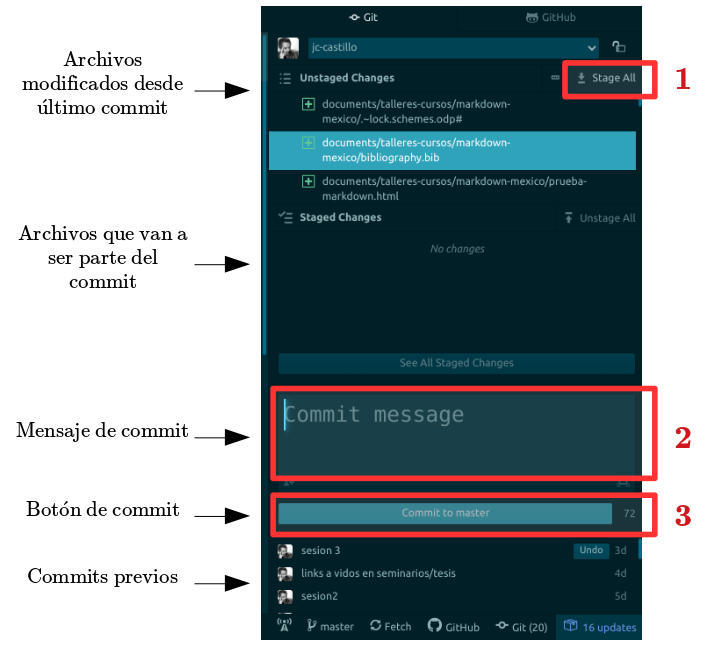 Git
GitHub
jc-castillo
Archivos
modificados desde
último commit
Unstaged Changes
Stage All
1
documents/talleres-cursos/markdown-
mexico/.~lock.schemes.odp#
documents/talleres-cursos/markdown-
mexico/bibliography.bib
documents/talleres-cursos/markdown-mexico/prueba-
markdown.html
Archivos que van a
ser parte del
commit
Staged Changes
Unstage All
No changes
See All Staged Changes
Mensaje de commit
Commit message
2
Botón de commit
Commit to master
72
3
Commits previos
sesion 3
Undo
3d
links a vidos en seminarios/tesis
4d
sesion2
5d
master
Fetch
GitHub
Git (20)
16 updates